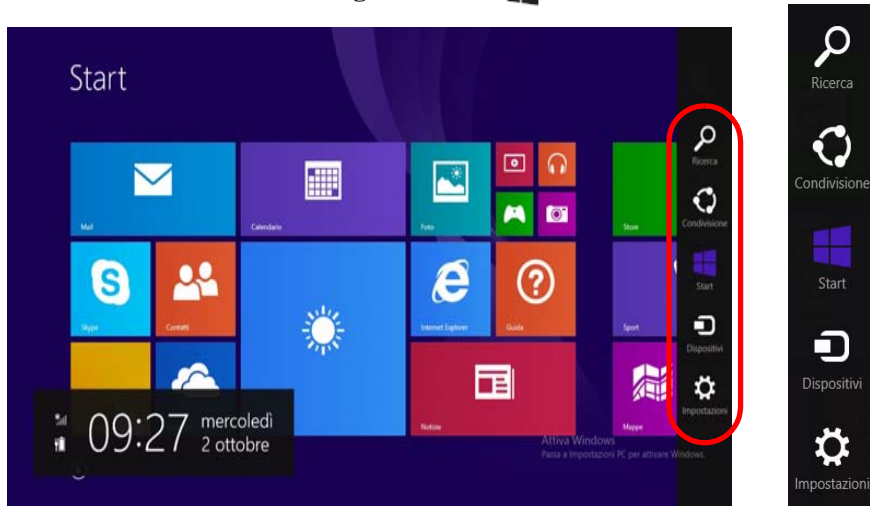 Start
Ricerca
Condivisione
Start
Dispositivi
Impostazioni
Mail
Calendario
Foto
Store
Skype
Contatti
Internet Explorer
Guida
Sport
Notizie
Mappe
09:27 mercoledì
2 ottobre
Attiva Windows
Passa a Impostazioni PC per attivare Windows.
Ricerca
Condivisione
Start
Dispositivi
Impostazioni